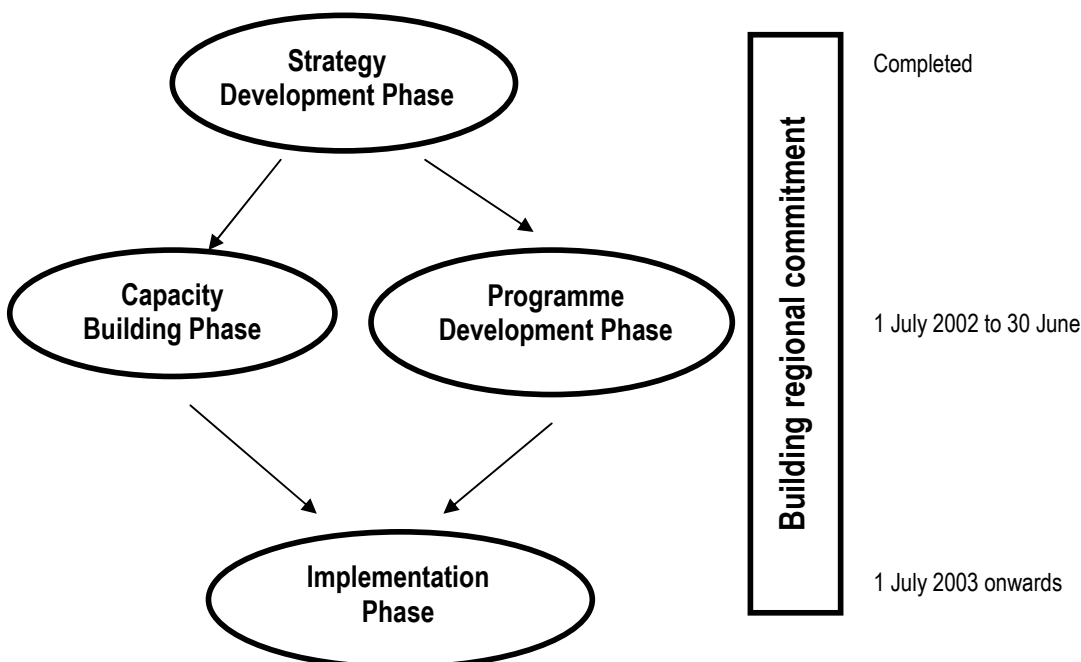 Strategy
Development Phase
Completed
Capacity
Building Phase
Programme
Development Phase
Building regional commitment
1 July 2002 to 30 June
Implementation
Phase
1 July 2003 onwards